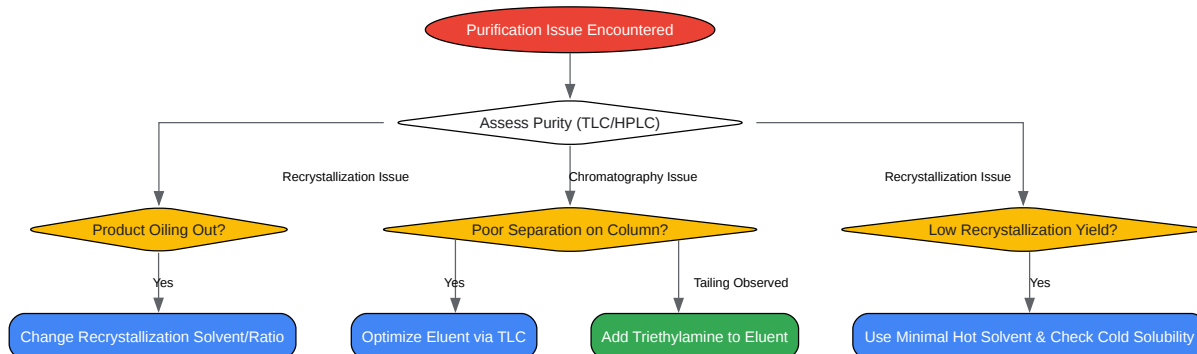 Purification Issue Encountered
Assess Purity (TLC/HPLC)
Recrystallization Issue
Chromatography Issue
Recrystallization Issue
Product Oiling Out?
Poor Separation on Column?
Low Recrystallization Yield?
Yes
Yes
Tailing Observed
Yes
Change Recrystallization Solvent/Ratio
Optimize Eluent via TLC
Add Triethylamine to Eluent
Use Minimal Hot Solvent & Check Cold Solubility